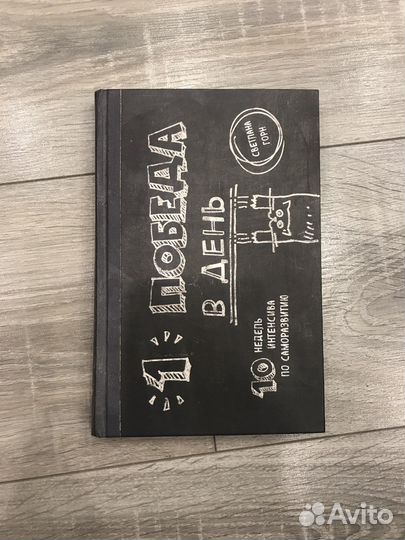 1 ПОБЕДА
В ДЕНЬ
СВЕТЛАНА
ГОРН
10 НЕДЕЛЬ
ИНТЕНСИВА
ПО САМОРАЗВИТИЮ
Avito